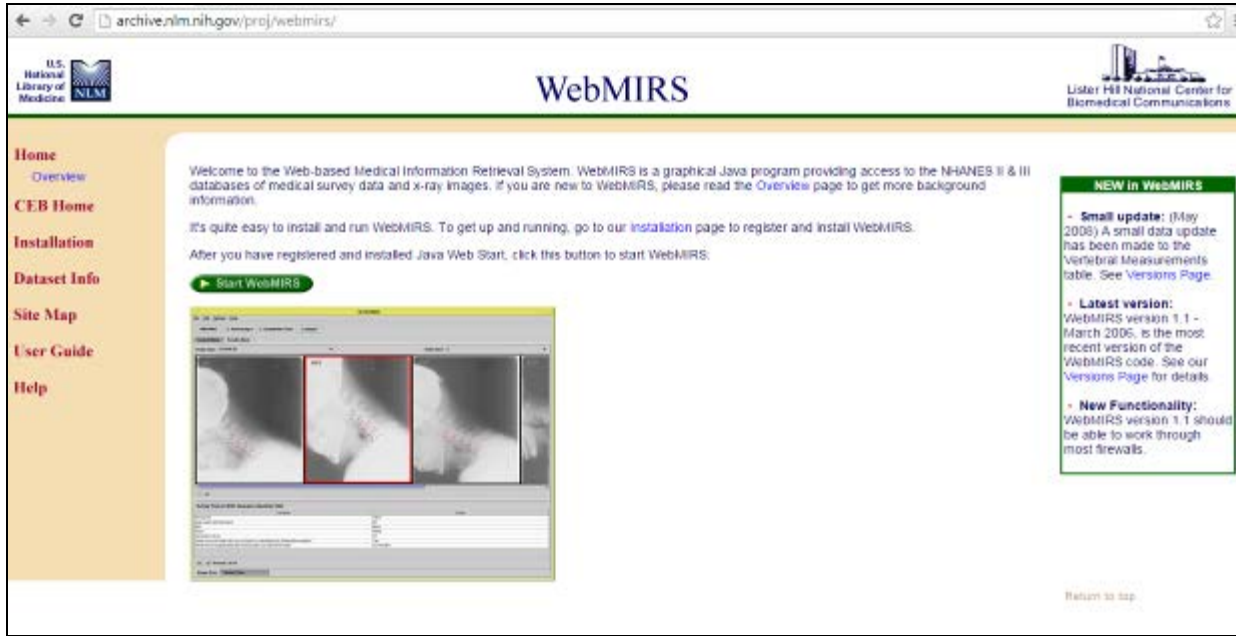 archive.nlm.nih.gov/proj/webmirs/
U.S.
National
Library of
Medicine
NLM
WebMIRS
Lister Hill National Center for
Biomedical Communications
Home
Overview
CEB Home
Installation
Dataset Info
Site Map
User Guide
Help
Welcome to the Web-based Medical Information Retrieval System. WebMIRS is a graphical Java program providing access to the NHANES II & III
databases of medical survey data and x-ray images. If you are new to WebMIRS, please read the Overview page to get more background
information.
It's quite easy to install and run WebMIRS. To get up and running, go to our Installation page to register and install WebMIRS.
After you have registered and installed Java Web Start, click this button to start WebMIRS:
Start WebMIRS
NEW in WebMIRS
- Small update: (May
2008) A small data update
has been made to the
Vertebral Measurements
table. See Versions Page.
- Latest version:
WebMIRS version 1.1 -
March 2006, is the most
recent version of the
WebMIRS code. See our
Versions Page for details.
- New Functionality:
WebMIRS version 1.1 should
be able to work through
most firewalls.
Return to top